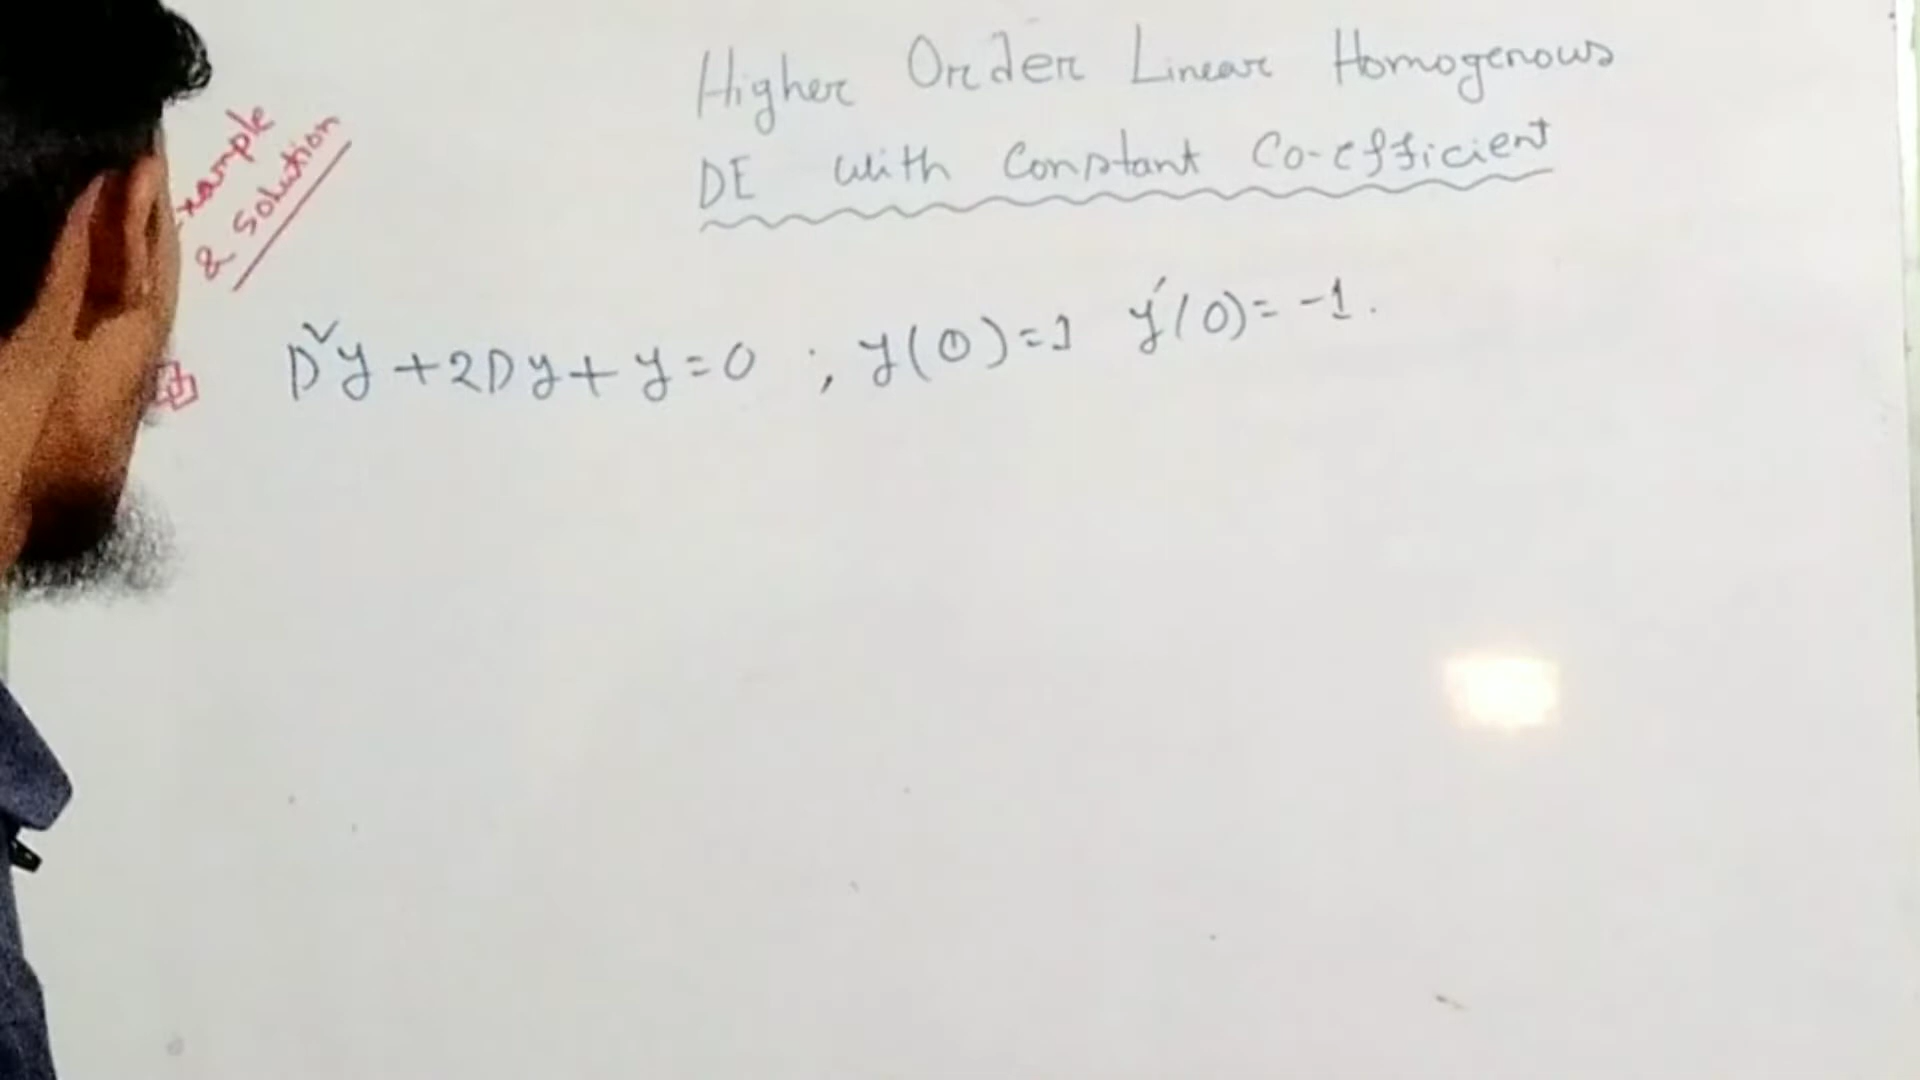 Higher Order Linear Homogenous
DE with Constant Co-efficient
xample
& Solution
D²y + 2Dy + y = 0 ; y(0) = 1 y′(0) = -1.